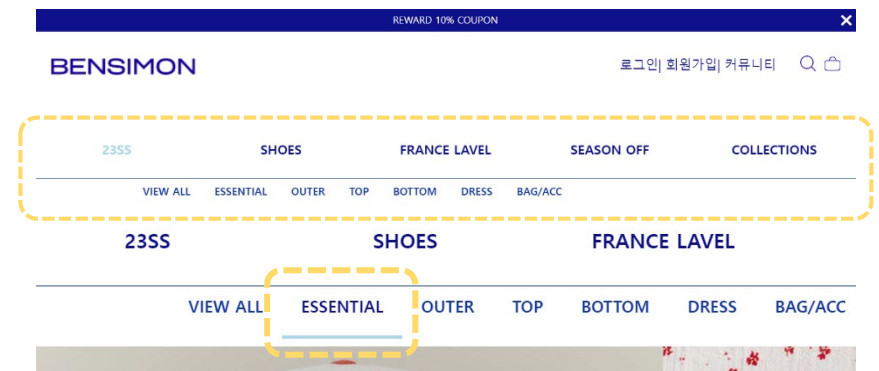 REWARD 10% COUPON
BENSIMON
로그인| 회원가입| 커뮤니티
23SS SHOES FRANCE LAVEL SEASON OFF COLLECTIONS
VIEW ALL ESSENTIAL OUTER TOP BOTTOM DRESS BAG/ACC
23SS SHOES FRANCE LAVEL
VIEW ALL ESSENTIAL OUTER TOP BOTTOM DRESS BAG/ACC